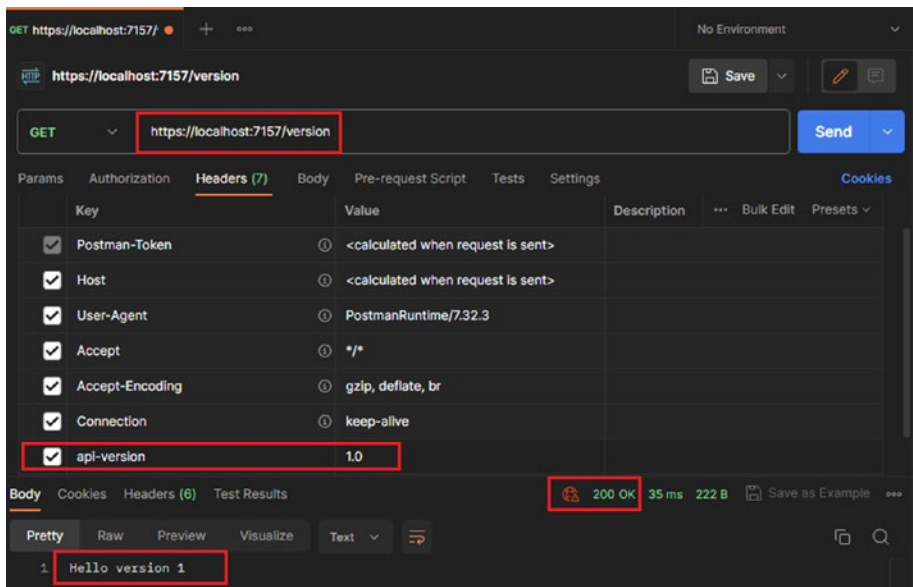 GET https://localhost:7157/
No Environment
HTTP https://localhost:7157/version
Save
GET https://localhost:7157/version Send
Params Authorization Headers (7) Body Pre-request Script Tests Settings Cookies
Key Value Description Bulk Edit Presets
Postman-Token <calculated when request is sent>
Host <calculated when request is sent>
User-Agent PostmanRuntime/7.32.3
Accept */*
Accept-Encoding gzip, deflate, br
Connection keep-alive
api-version 1.0
Body Cookies Headers (6) Test Results 200 OK 35 ms 222 B Save as Example
Pretty Raw Preview Visualize Text
1 Hello version 1